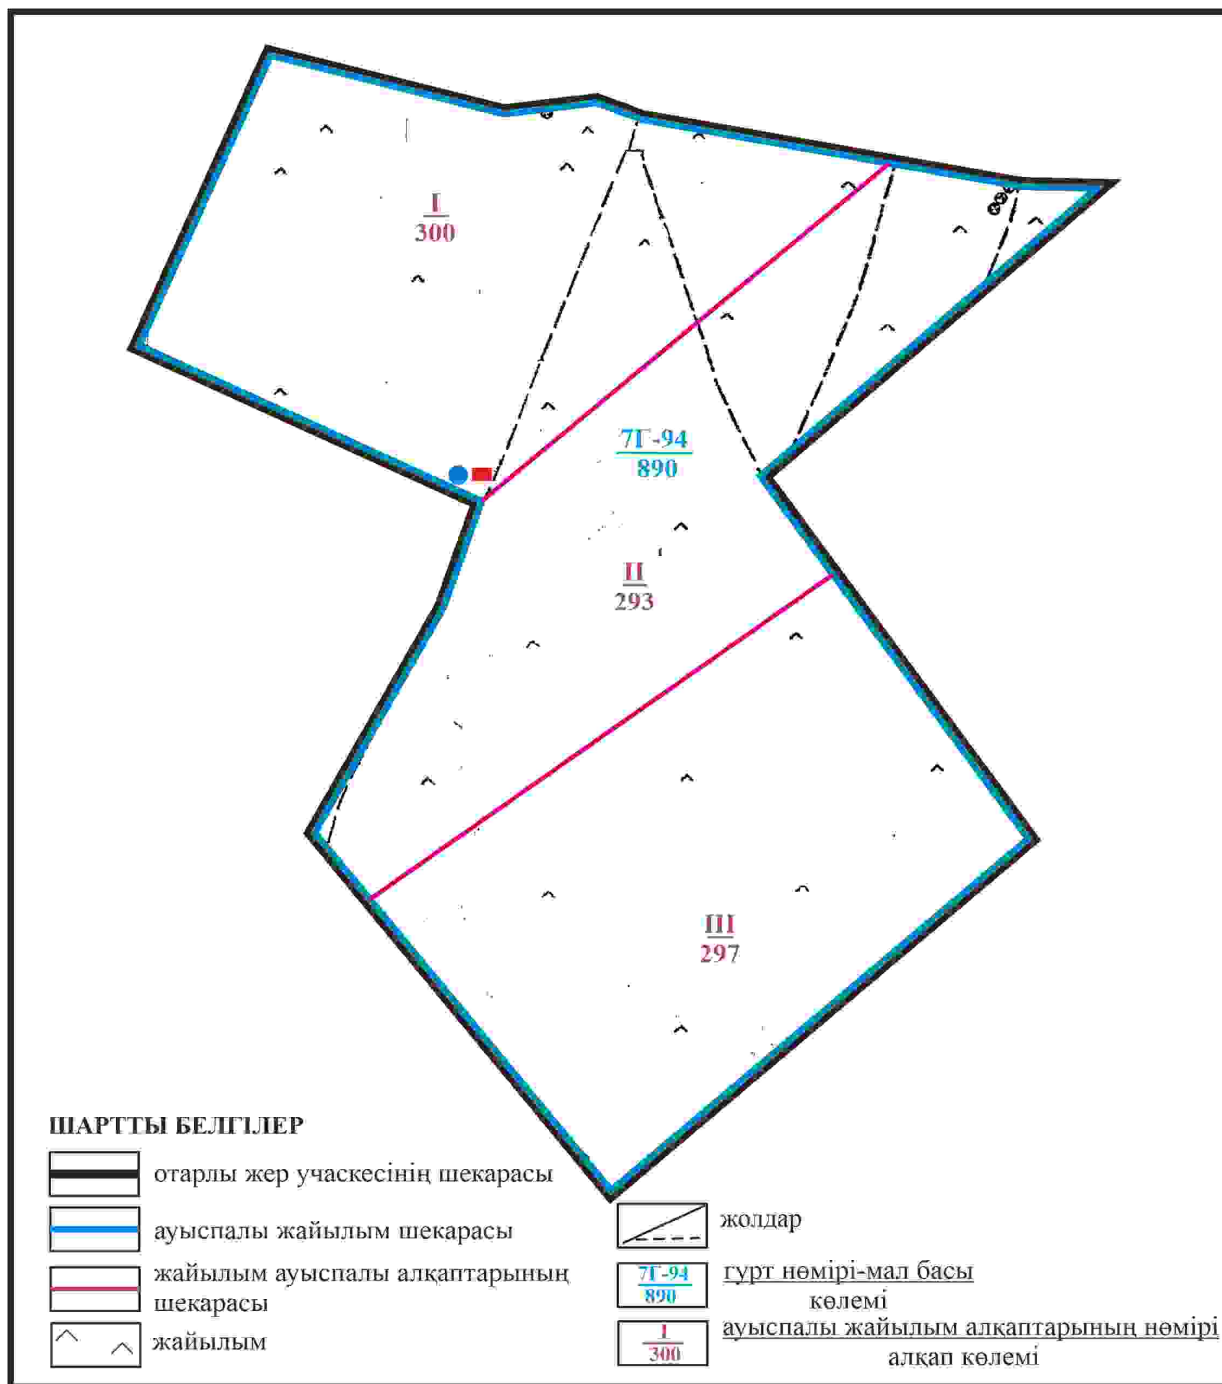 I
300
7Г-94
890
II
293
III
297
ШАРТТЫ БЕЛГІЛЕР
отарлы жер учаскесінің шекарасы
ауыспалы жайылым шекарасы
жайылым ауыспалы алқаптарының
шекарасы
жайылым
жолдар
7Г-94
890
гурт нөмірі-мал басы
көлемі
I
300
ауыспалы жайылым алқаптарының нөмірі
алқап көлемі